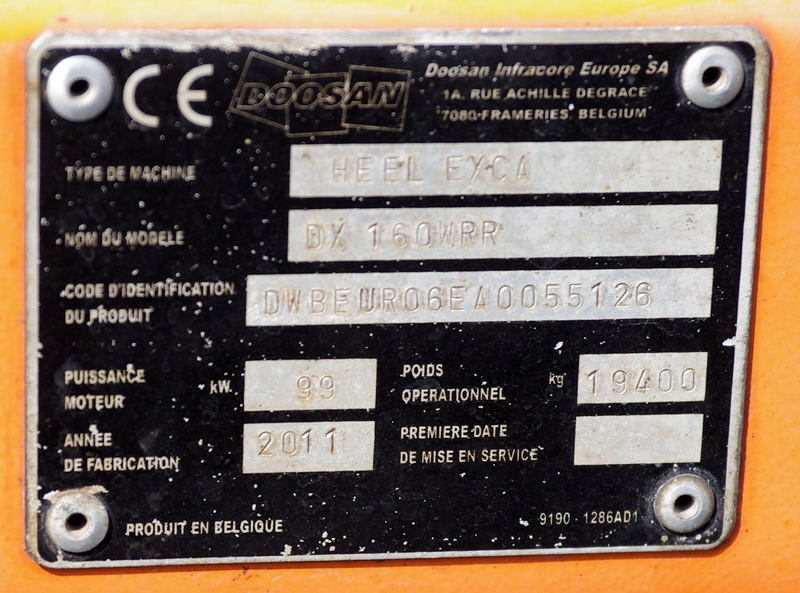 CE DOOSAN Doosan Infracore Europe SA
1A. RUE ACHILLE DEGRACE
7080 FRAMERIES, BELGIUM
TYPE DE MACHINE HEEL EXCA
NOM DU MODELE DX 160WRR
CODE D'IDENTIFICATION DU PRODUIT DWBEWRO6EA0055126
PUISSANCE MOTEUR kW. 99
POIDS OPERATIONNEL kg 19400
ANNEE DE FABRICATION 2011
PREMIERE DATE DE MISE EN SERVICE
PRODUIT EN BELGIQUE
9190 - 1286AD1